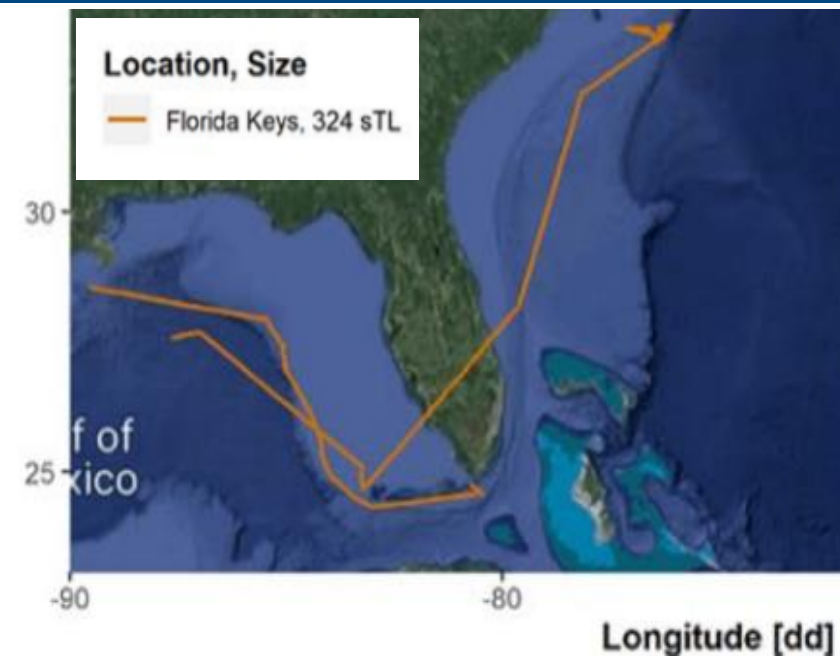 Location, Size
Florida Keys, 324 sTL
30
f of
xico
25
-90
-80
Longitude [dd]